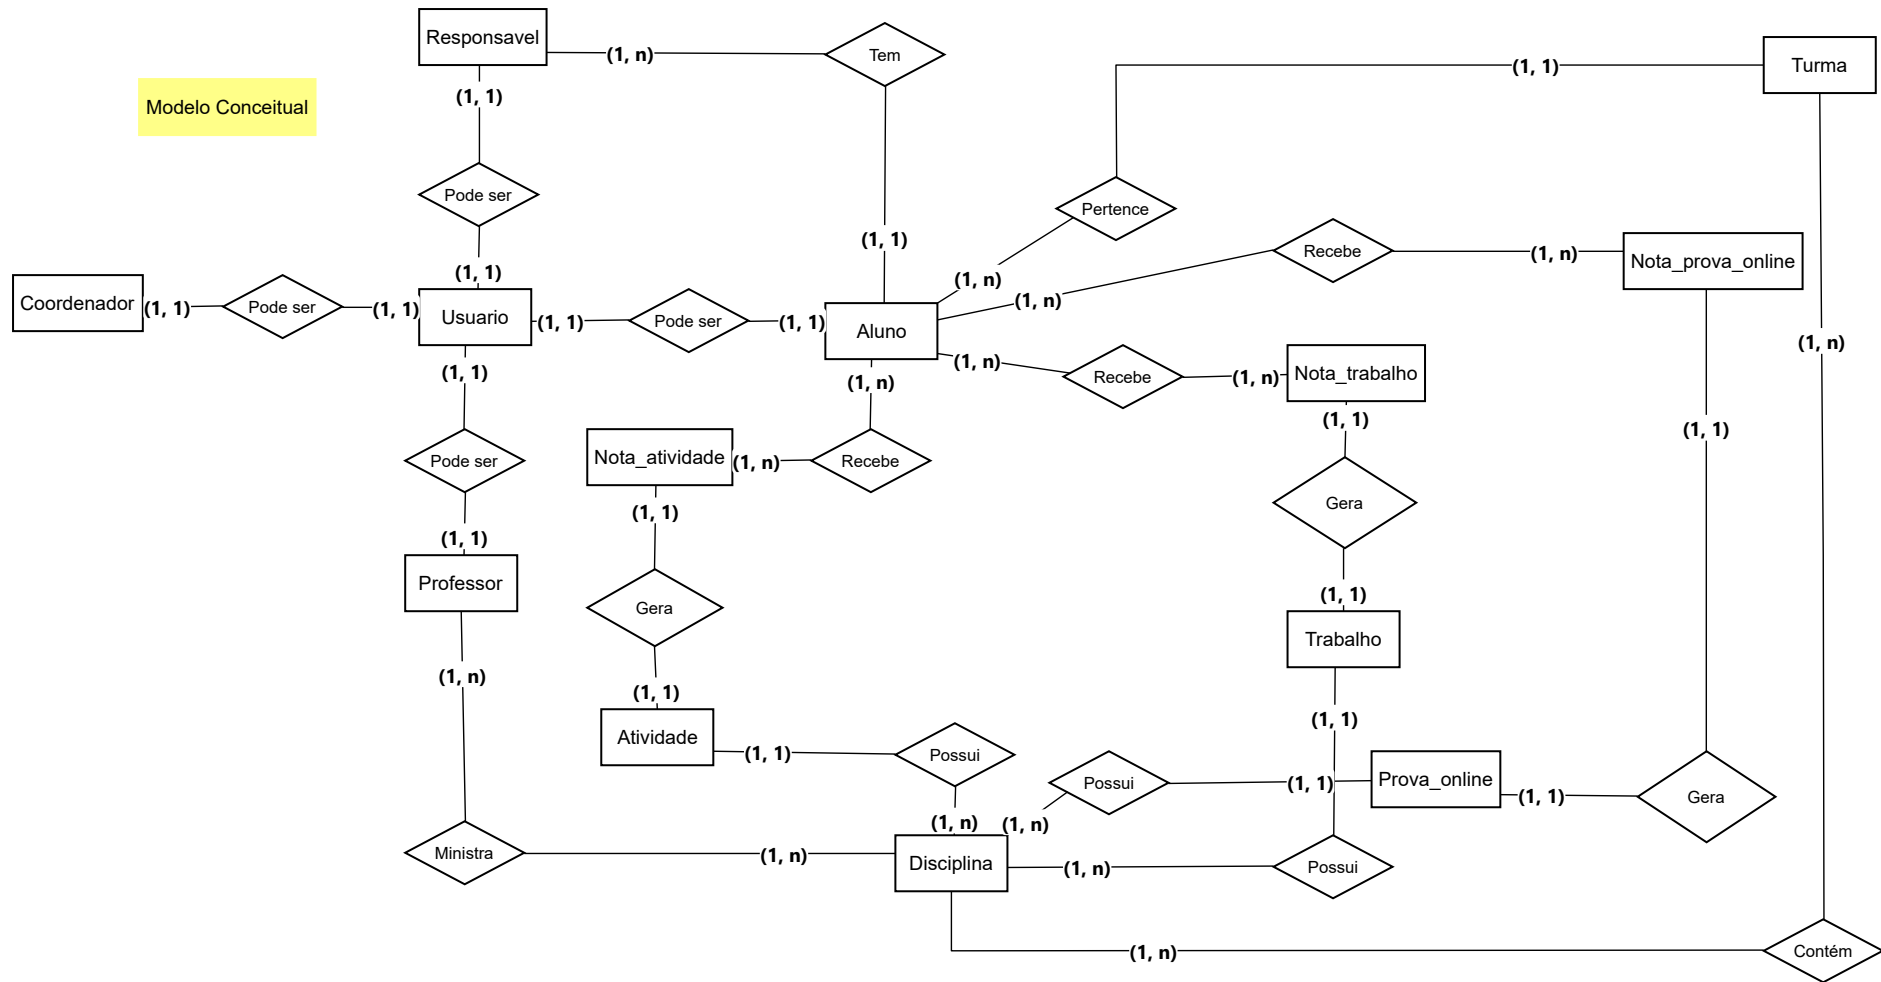 Responsavel
(1, n)
Tem
(1, 1)
Turma
(1, 1)
Modelo Conceitual
Pode ser
Pertence
(1, 1)
(1, 1)
Recebe
(1, n)
Nota_prova_online
(1, n)
(1, n)
Coordenador
(1, 1)
Pode ser
(1, 1)
Usuario
(1, 1)
Pode ser
(1, 1)
Aluno
(1, n)
(1, 1)
(1, n)
(1, n)
Recebe
(1, n)
Nota_trabalho
(1, 1)
(1, 1)
Pode ser
Nota_atividade
(1, n)
Recebe
(1, 1)
Gera
(1, 1)
Professor
(1, 1)
Gera
Trabalho
(1, n)
(1, 1)
Atividade
(1, 1)
Possui
(1, 1)
Possui
(1, 1)
Prova_online
(1, 1)
Gera
(1, n)
(1, n)
Ministra
(1, n)
Disciplina
(1, n)
Possui
(1, n)
Contém